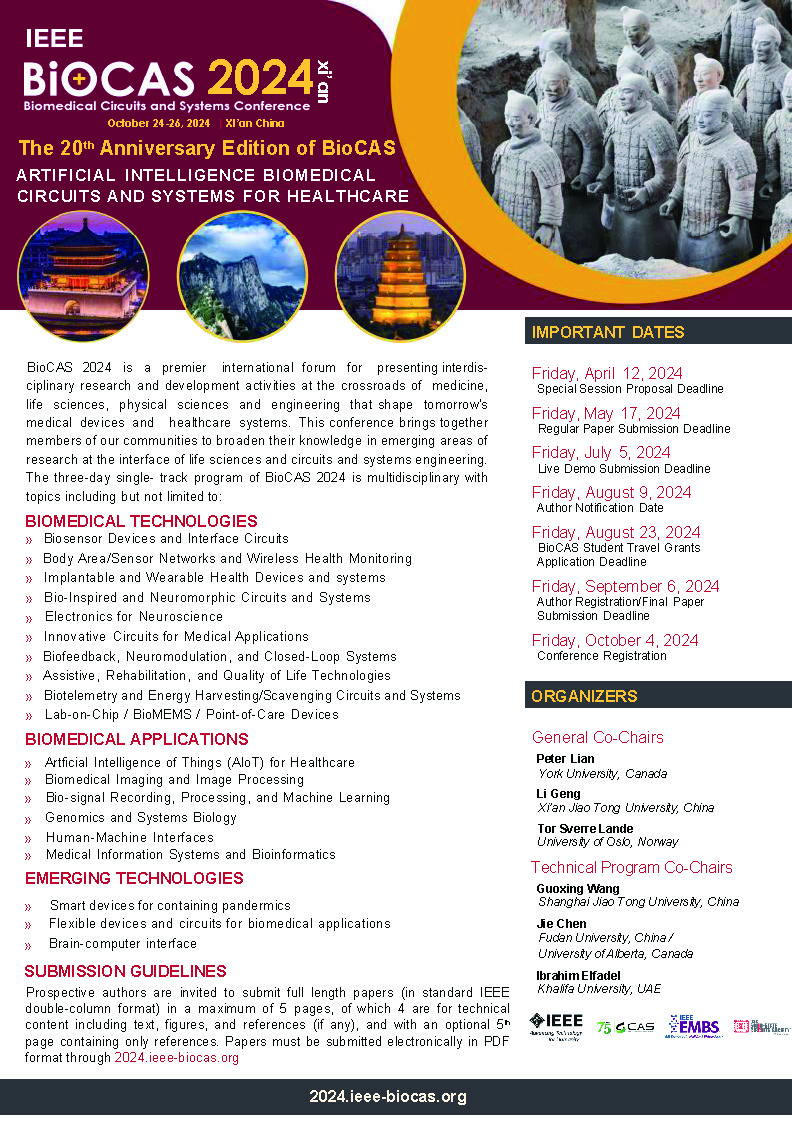 IEEE
BiOCAS 2024 xi'an
Biomedical Circuits and Systems Conference
October 24-26, 2024 | XI'an China
The 20th Anniversary Edition of BioCAS
ARTIFICIAL INTELLIGENCE BIOMEDICAL
CIRCUITS AND SYSTEMS FOR HEALTHCARE
BioCAS 2024 is a premier international forum for presenting interdis-
ciplinary research and development activities at the crossroads of medicine,
life sciences, physical sciences and engineering that shape tomorrow's
medical devices and healthcare systems. This conference brings together
members of our communities to broaden their knowledge in emerging areas of
research at the interface of life sciences and circuits and systems engineering.
The three-day single- track program of BioCAS 2024 is multidisciplinary with
topics including but not limited to:
BIOMEDICAL TECHNOLOGIES
» Biosensor Devices and Interface Circuits
» Body Area/Sensor Networks and Wireless Health Monitoring
» Implantable and Wearable Health Devices and systems
» Bio-Inspired and Neuromorphic Circuits and Systems
» Electronics for Neuroscience
» Innovative Circuits for Medical Applications
» Biofeedback, Neuromodulation, and Closed-Loop Systems
» Assistive, Rehabilitation, and Quality of Life Technologies
» Biotelemetry and Energy Harvesting/Scavenging Circuits and Systems
» Lab-on-Chip / BioMEMS / Point-of-Care Devices
BIOMEDICAL APPLICATIONS
» Artficial Intelligence of Things (AIoT) for Healthcare
» Biomedical Imaging and Image Processing
» Bio-signal Recording, Processing, and Machine Learning
» Genomics and Systems Biology
» Human-Machine Interfaces
» Medical Information Systems and Bioinformatics
EMERGING TECHNOLOGIES
» Smart devices for containing pandermics
» Flexible devices and circuits for biomedical applications
» Brain-computer interface
SUBMISSION GUIDELINES
Prospective authors are invited to submit full length papers (in standard IEEE
double-column format) in a maximum of 5 pages, of which 4 are for technical
content including text, figures, and references (if any), and with an optional 5th
page containing only references. Papers must be submitted electronically in PDF
format through 2024.ieee-biocas.org
IMPORTANT DATES
Friday, April 12, 2024
Special Session Proposal Deadline
Friday, May 17, 2024
Regular Paper Submission Deadline
Friday, July 5, 2024
Live Demo Submission Deadline
Friday, August 9, 2024
Author Notification Date
Friday, August 23, 2024
BioCAS Student Travel Grants
Application Deadline
Friday, September 6, 2024
Author Registration/Final Paper
Submission Deadline
Friday, October 4, 2024
Conference Registration
ORGANIZERS
General Co-Chairs
Peter Lian
York University, Canada
Li Geng
Xi'an Jiao Tong University, China
Tor Sverre Lande
University of Oslo, Norway
Technical Program Co-Chairs
Guoxing Wang
Shanghai Jiao Tong University, China
Jie Chen
Fudan University, China /
University of Alberta, Canada
Ibrahim Elfadel
Khalifa University, UAE
IEEE
Advancing Technology
for Humanity
75 CAS
IEEE
EMBS
2024.ieee-biocas.org